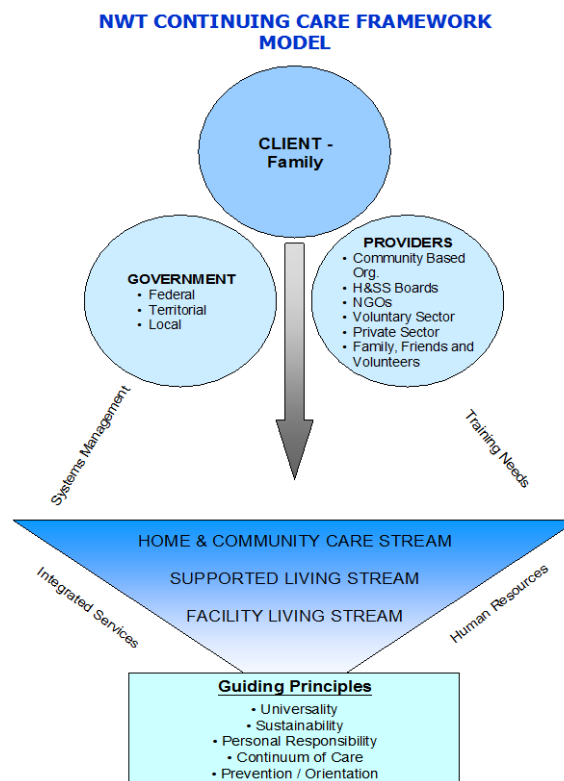 NWT CONTINUING CARE FRAMEWORK
MODEL
CLIENT -
Family
GOVERNMENT
• Federal
• Territorial
• Local
PROVIDERS
• Community Based
Org.
• H&SS Boards
• NGOs
• Voluntary Sector
• Private Sector
• Family, Friends and
Volunteers
Systems Management
Training Needs
HOME & COMMUNITY CARE STREAM
SUPPORTED LIVING STREAM
FACILITY LIVING STREAM
Integrated Services
Human Resources
Guiding Principles
• Universality
• Sustainability
• Personal Responsibility
• Continuum of Care
• Prevention / Orientation